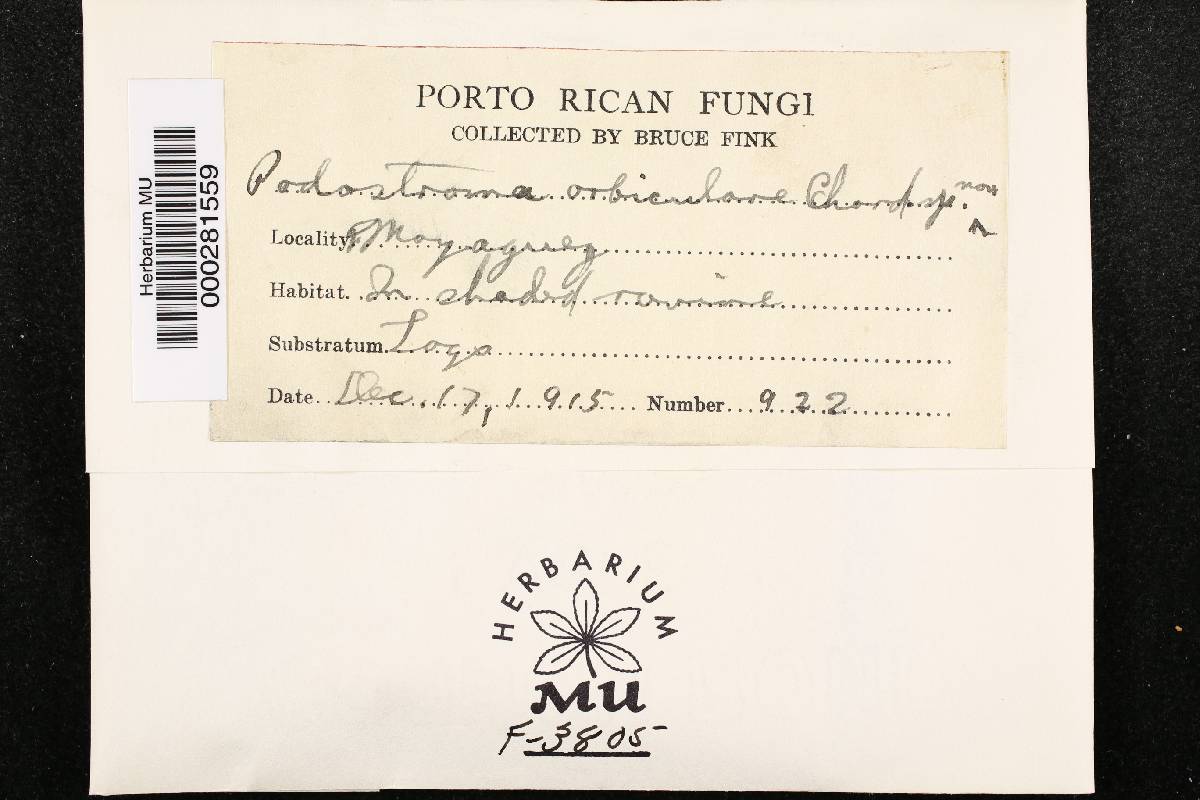 PORTO RICAN FUNGI
COLLECTED BY BRUCE FINK
Podostroma orbiculare Chard sp. nov
Locality Mayaguez
Habitat. In shaded ravine
Substratum Logs
Date Dec. 17, 1915 Number 922
Herbarium MU
000281559
HERBARIUM
MU
F-3805